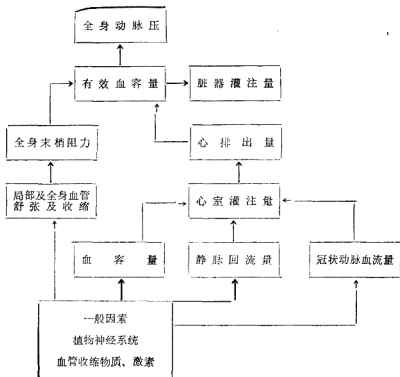 全身动脉压
有效血容量
脏器灌注量
全身末梢阻力
心排出量
局部及全身血管
舒张及收缩
心室灌注量
血容量
静脉回流量
冠状动脉血流量
一般因素
植物神经系统
血管收缩物质、激素